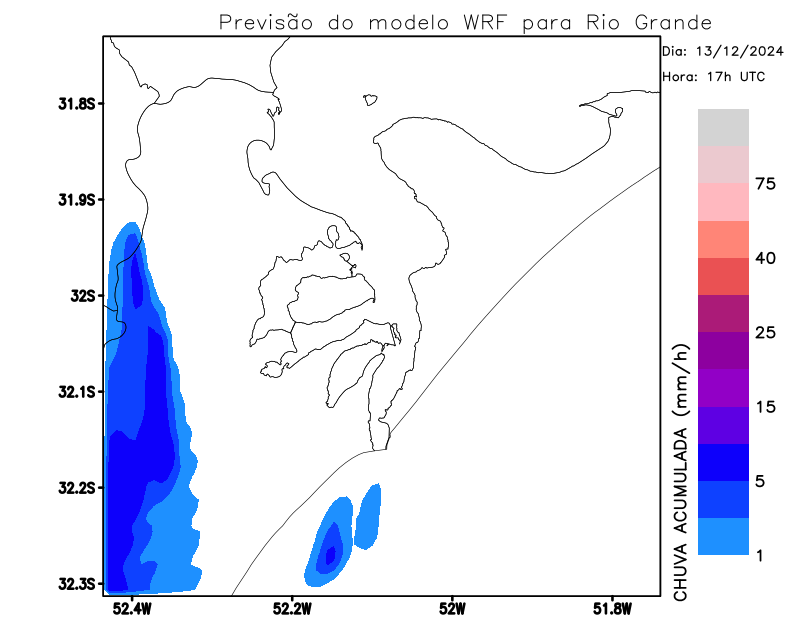 Previsão do modelo WRF para Rio Grande
Dia: 13/12/2024
Hora: 17h UTC
31.8S
31.9S
32S
32.1S
32.2S
32.3S
52.4W
52.2W
52W
51.8W
75
40
25
15
5
1
CHUVA ACUMULADA (mm/h)